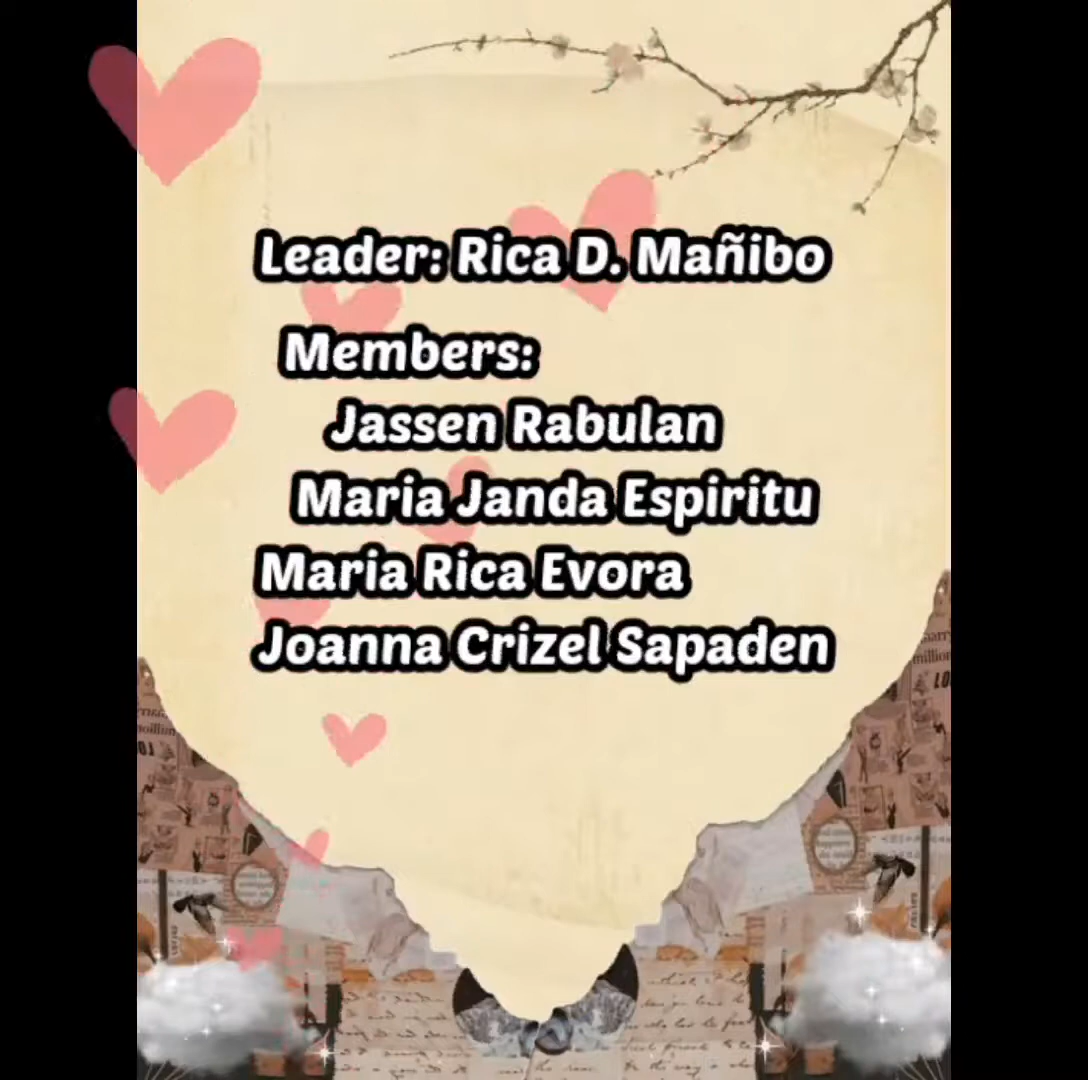 Leader: Rica D. Mañibo
Members:
Jassen Rabulan
Maria Janda Espiritu
Maria Rica Evora
Joanna Crizel Sapaden